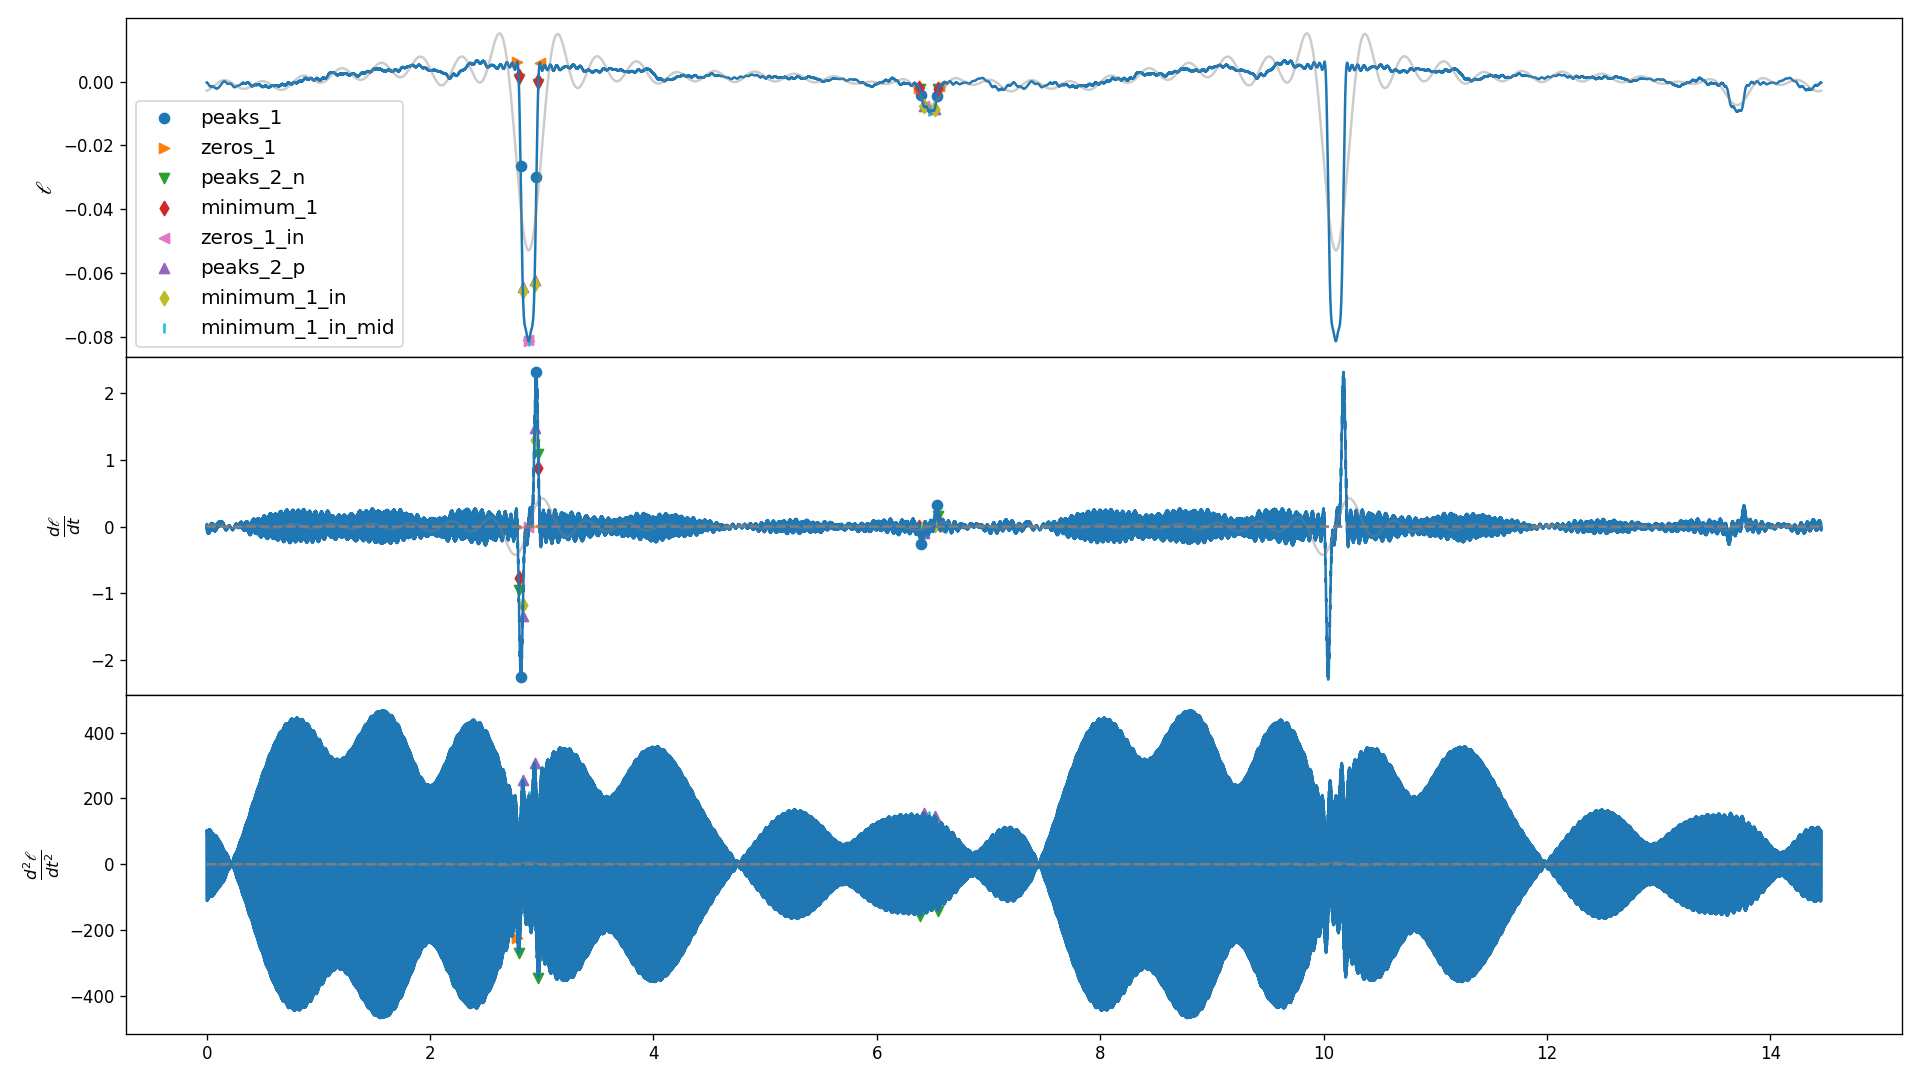 0.00
−0.02
−0.04
−0.06
−0.08
ℓ
peaks_1
zeros_1
peaks_2_n
minimum_1
zeros_1_in
peaks_2_p
minimum_1_in
minimum_1_in_mid
2
1
0
−1
−2
dℓ/dt
400
200
0
−200
−400
d²ℓ/dt²
0 2 4 6 8 10 12 14